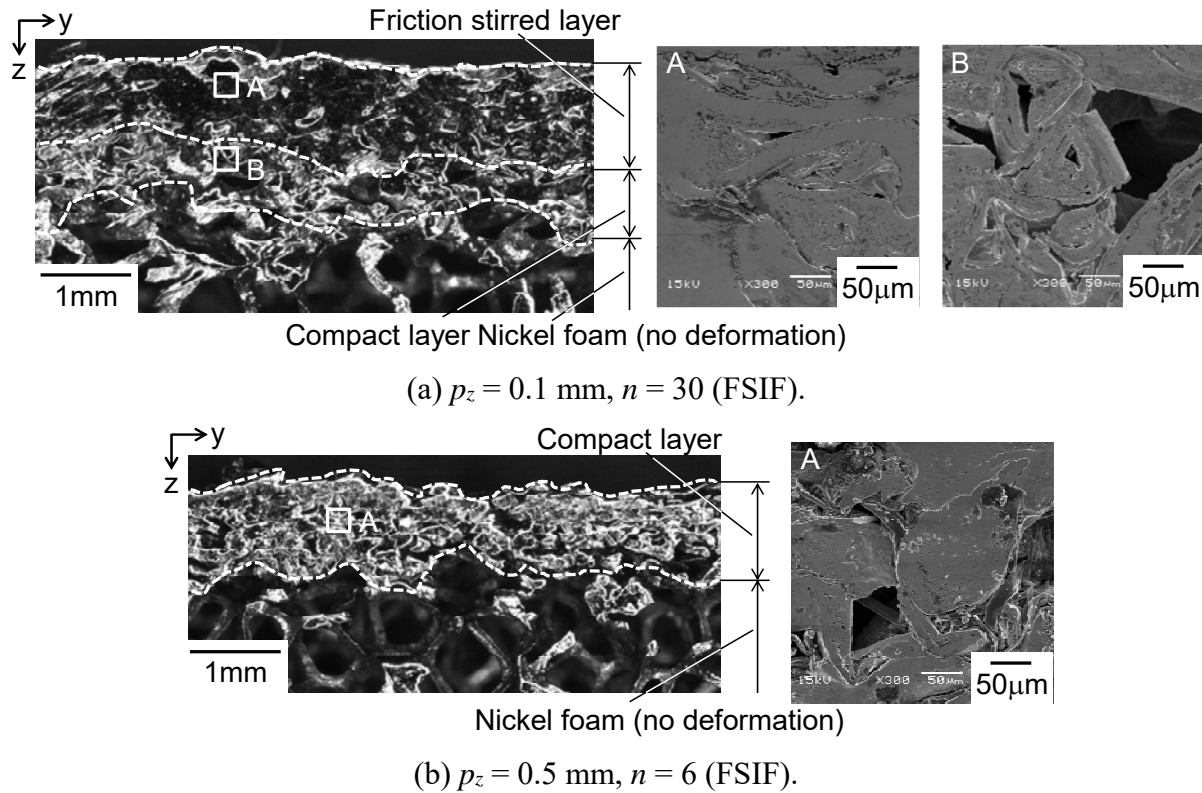 y
z
Friction stirred layer
A
B
1mm
A
15kV X300 50μm
50μm
B
15kV X300 50μm
50μm
Compact layer Nickel foam (no deformation)
(a) pz = 0.1 mm, n = 30 (FSIF).
y
z
Compact layer
A
1mm
A
15kV X300 50μm
50μm
Nickel foam (no deformation)
(b) pz = 0.5 mm, n = 6 (FSIF).